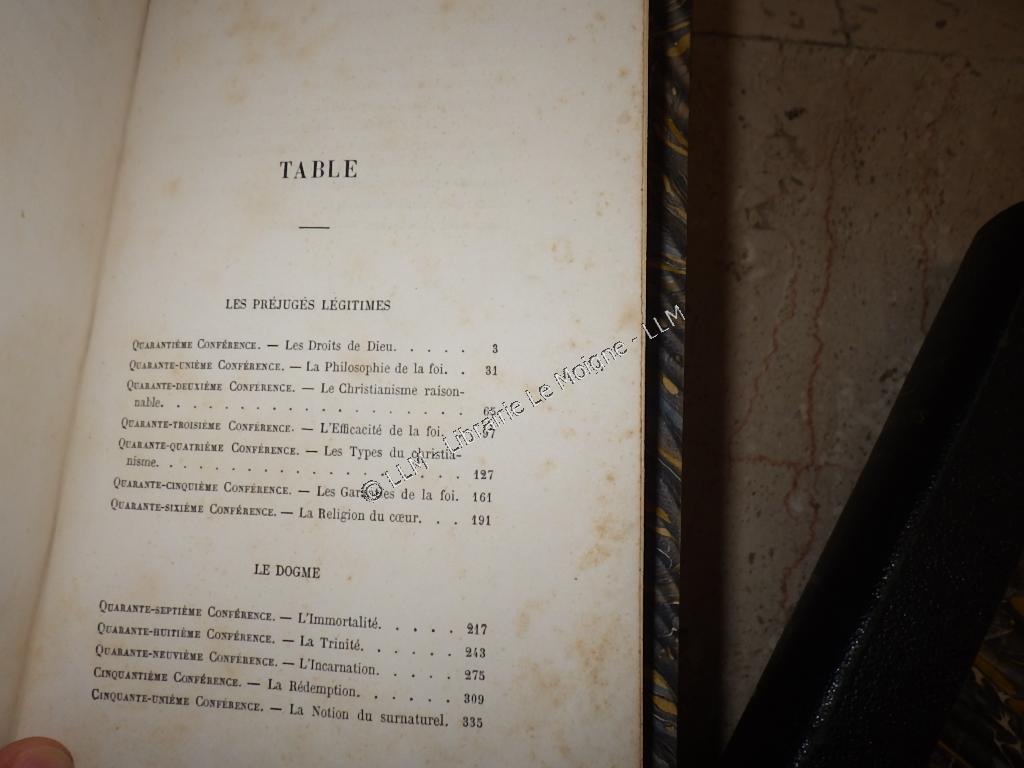 TABLE
LES PRÉJUGÉS LÉGITIMES
QUARANTIÈME CONFÉRENCE. — Les Droits de Dieu. . . . . 3
QUARANTE-UNIÈME CONFÉRENCE. — La Philosophie de la foi. . 31
QUARANTE-DEUXIÈME CONFÉRENCE. — Le Christianisme raison-
nable. . . . . . . . . . . . . . . . . 65
QUARANTE-TROISIÈME CONFÉRENCE. — L'Efficacité de la foi.
QUARANTE-QUATRIÈME CONFÉRENCE. — Les Types du christia-
nisme. . . . . . . . . . . . . . . . . 127
QUARANTE-CINQUIÈME CONFÉRENCE. — Les Garanties de la foi. 161
QUARANTE-SIXIÈME CONFÉRENCE. — La Religion du cœur. . . 191
LE DOGME
QUARANTE-SEPTIÈME CONFÉRENCE. — L'Immortalité. . . . . 217
QUARANTE-HUITIÈME CONFÉRENCE. — La Trinité. . . . . . 243
QUARANTE-NEUVIÈME CONFÉRENCE. — L'Incarnation. . . . . 275
CINQUANTIÈME CONFÉRENCE. — La Rédemption. . . . . . 309
CINQUANTE-UNIÈME CONFÉRENCE. — La Notion du surnaturel. 335
© LLM - Librairie Le Moigne - LLM